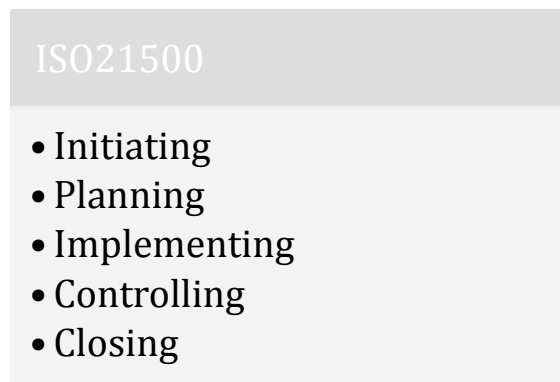 ISO21500
• Initiating
• Planning
• Implementing
• Controlling
• Closing